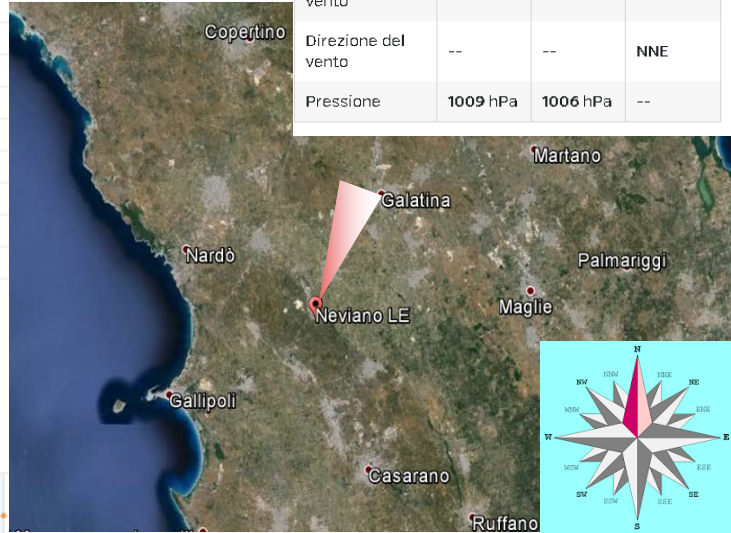 vento
Direzione del
vento
--
--
NNE
Pressione
1009 hPa
1006 hPa
--
Copertino
Martano
Galatina
Nardò
Palmariggi
Maglie
Neviano LE
Gallipoli
Casarano
Ruffano
N
NNW
NNE
NW
NE
WNW
ENE
W
E
WSW
ESE
SW
SE
SSW
SSE
S